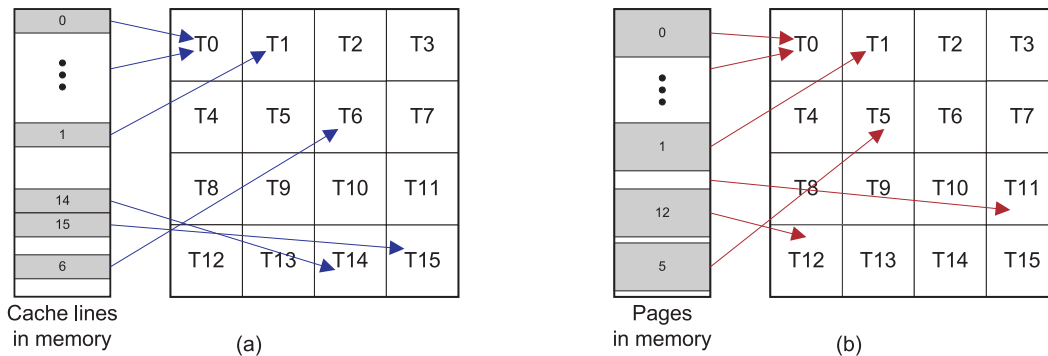 0
1
14
15
6
T0 T1 T2 T3
T4 T5 T6 T7
T8 T9 T10 T11
T12 T13 T14 T15
Cache lines
in memory
(a)
0
1
12
5
T0 T1 T2 T3
T4 T5 T6 T7
T8 T9 T10 T11
T12 T13 T14 T15
Pages
in memory
(b)